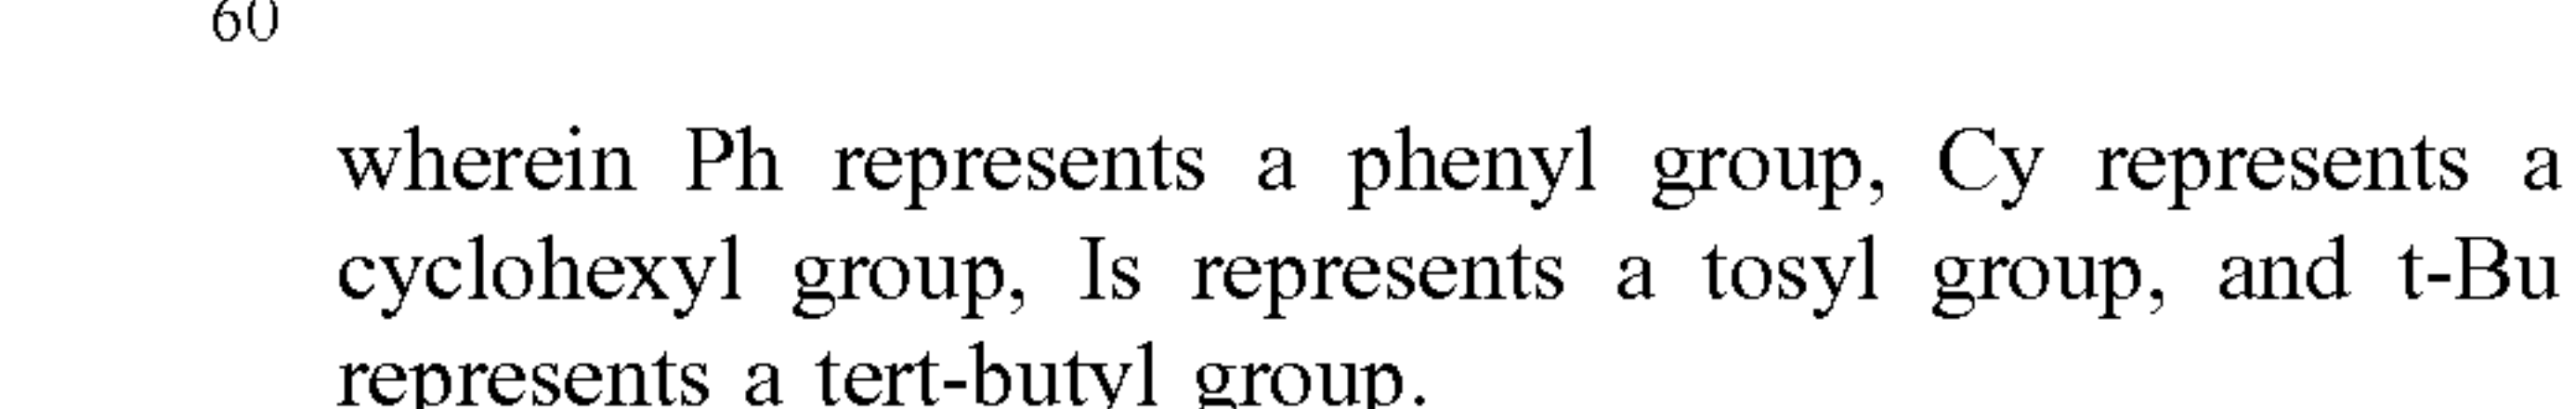 60
wherein Ph represents a phenyl group, Cy represents a
cyclohexyl group, Is represents a tosyl group, and t-Bu
represents a tert-butyl group.